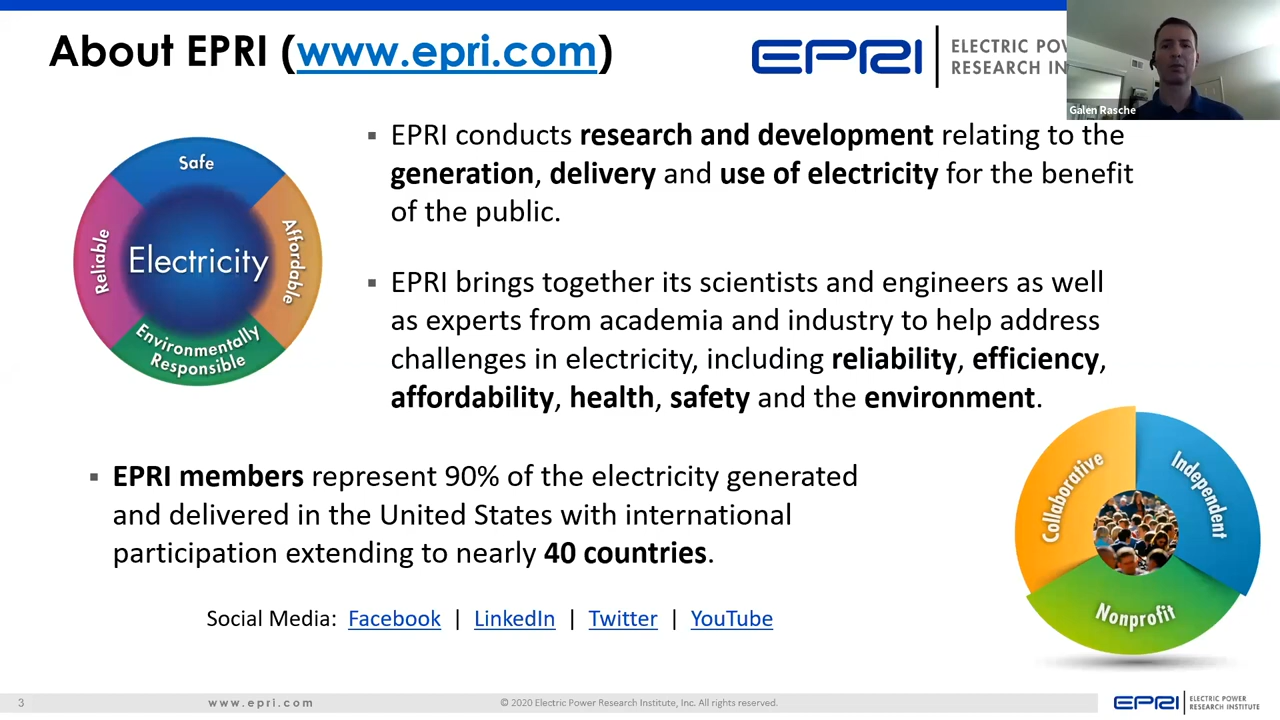 About EPRI (www.epri.com)
EPRI
ELECTRIC POW
RESEARCH IN
Galen Rasche
Safe
Reliable
Electricity
Affordable
Environmentally
Responsible
▪ EPRI conducts research and development relating to the
generation, delivery and use of electricity for the benefit
of the public.
▪ EPRI brings together its scientists and engineers as well
as experts from academia and industry to help address
challenges in electricity, including reliability, efficiency,
affordability, health, safety and the environment.
▪ EPRI members represent 90% of the electricity generated
and delivered in the United States with international
participation extending to nearly 40 countries.
Collaborative
Independent
Nonprofit
Social Media: Facebook | LinkedIn | Twitter | YouTube
3
www.epri.com
© 2020 Electric Power Research Institute, Inc. All rights reserved.
EPRI
ELECTRIC POWER
RESEARCH INSTITUTE